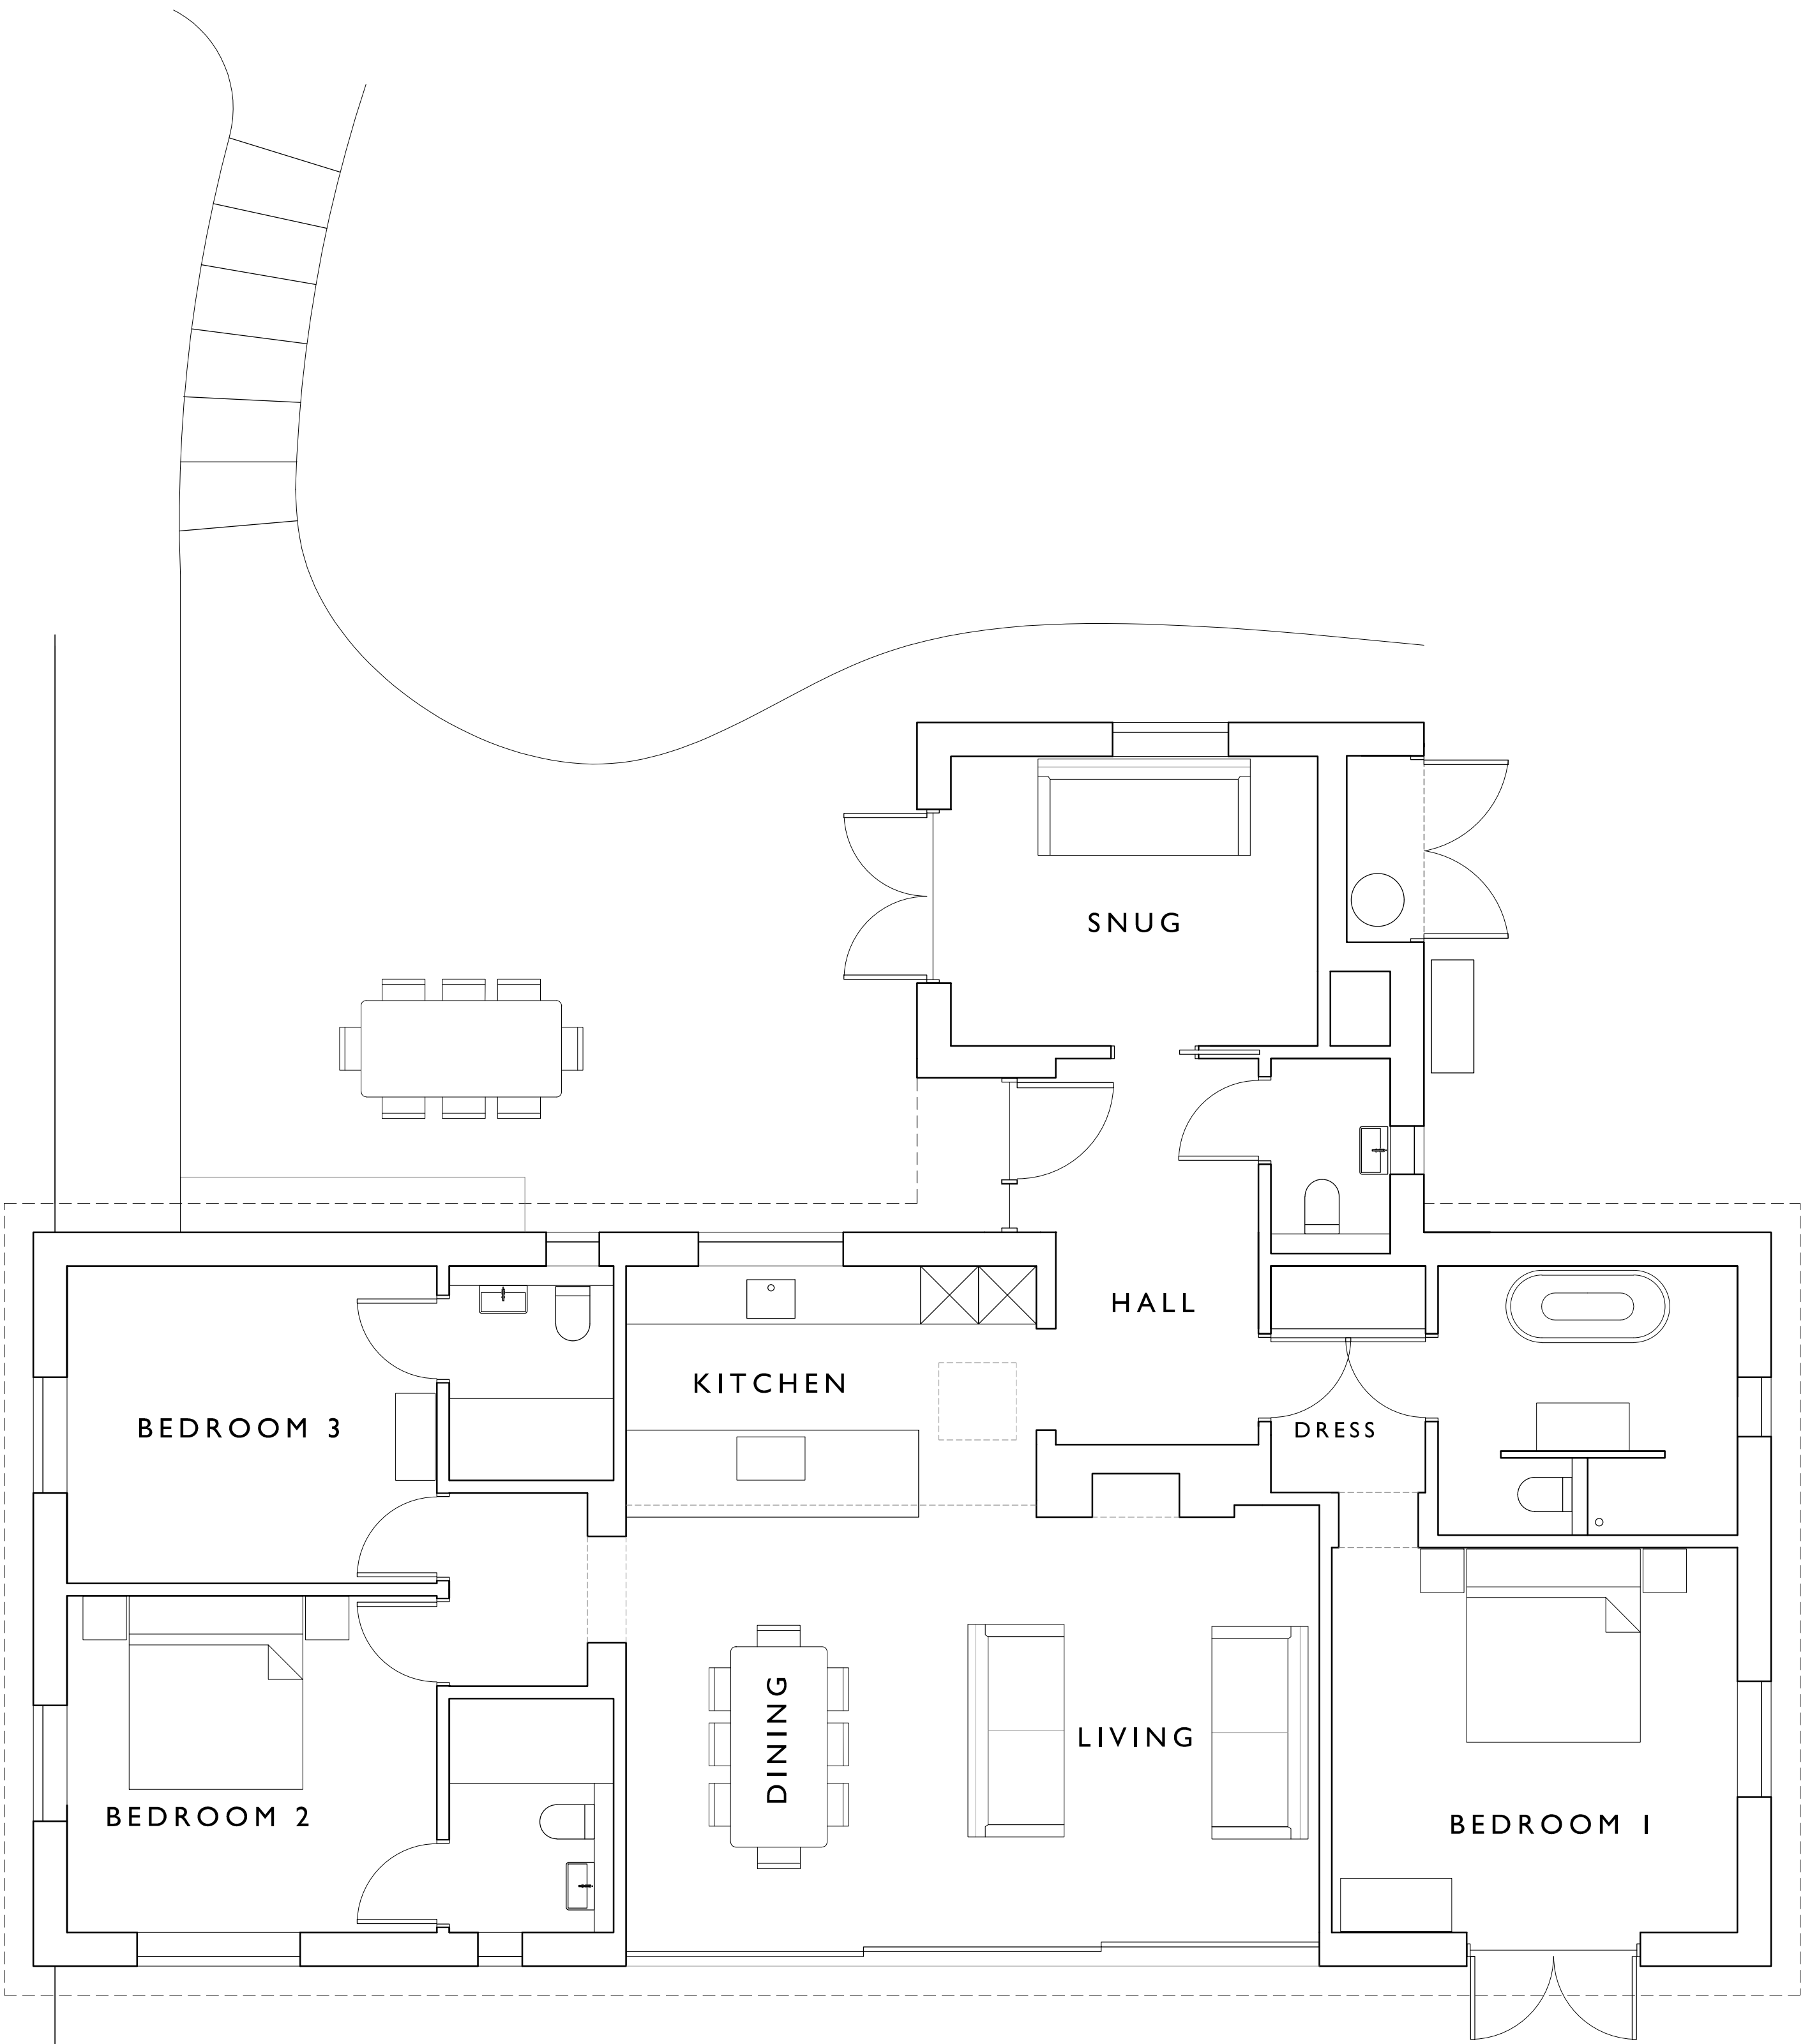 SNUG
HALL
KITCHEN
BEDROOM 3
DRESS
DINING
LIVING
BEDROOM 2
BEDROOM 1